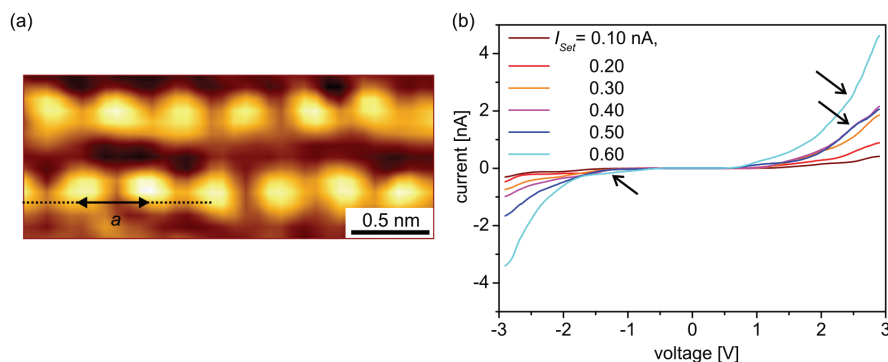 (a)
a
0.5 nm
(b)
I_Set = 0.10 nA,
0.20
0.30
0.40
0.50
0.60
current [nA]
4
2
0
-2
-4
-3
-2
-1
0
1
2
3
voltage [V]